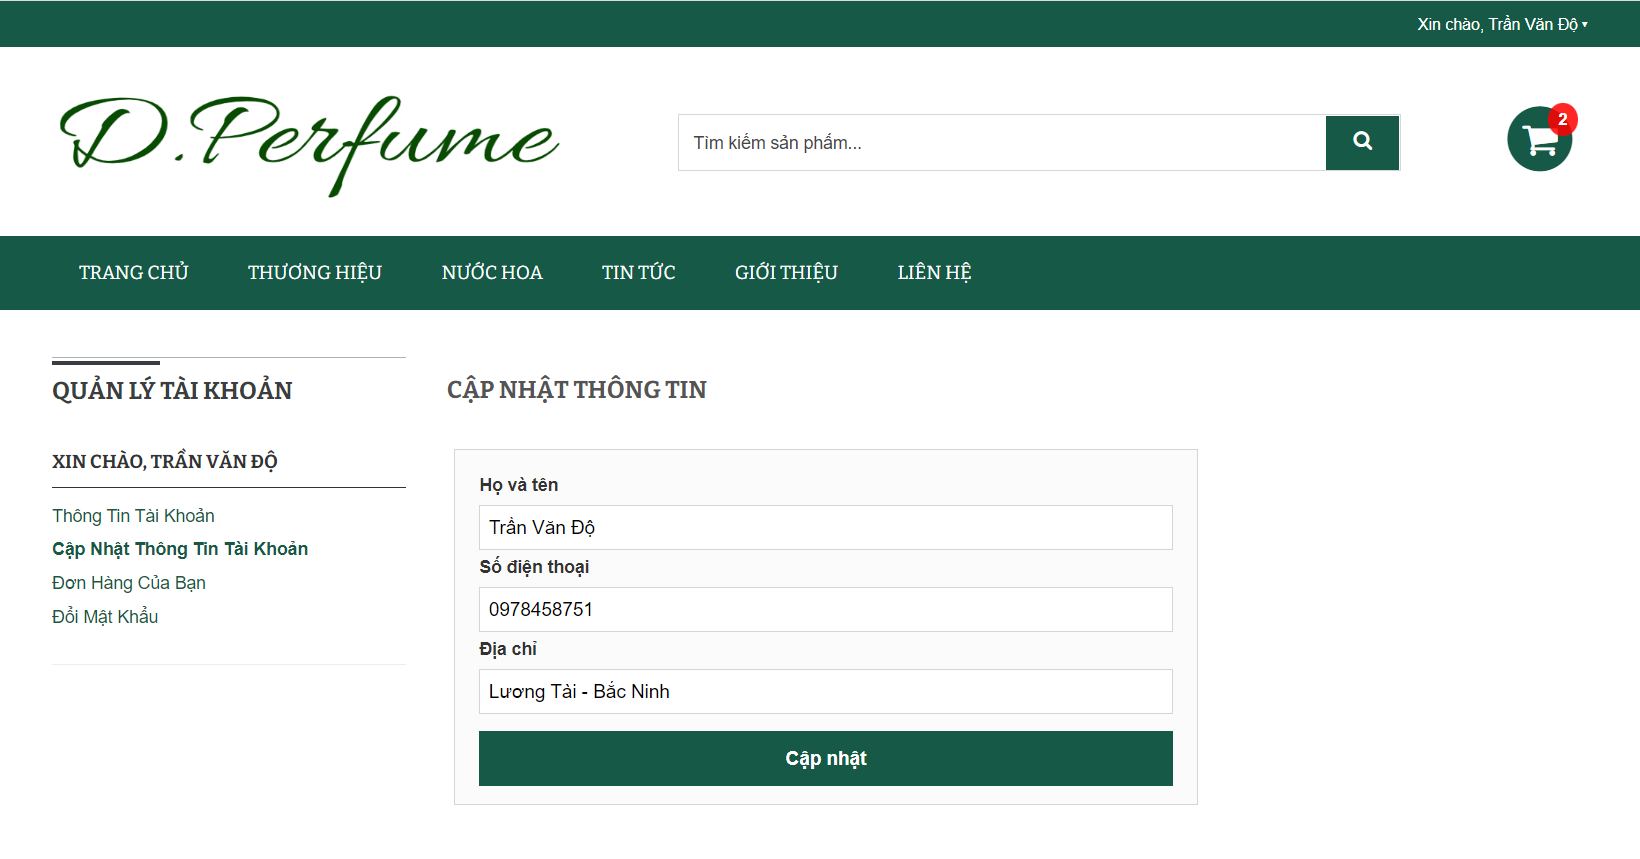 Xin chào, Trần Văn Độ ▾
D.Perfume
Tìm kiếm sản phẩm...
2
TRANG CHỦ THƯƠNG HIỆU NƯỚC HOA TIN TỨC GIỚI THIỆU LIÊN HỆ
QUẢN LÝ TÀI KHOẢN
XIN CHÀO, TRẦN VĂN ĐỘ
Thông Tin Tài Khoản
Cập Nhật Thông Tin Tài Khoản
Đơn Hàng Của Bạn
Đổi Mật Khẩu
CẬP NHẬT THÔNG TIN
Họ và tên
Trần Văn Độ
Số điện thoại
0978458751
Địa chỉ
Lương Tài - Bắc Ninh
Cập nhật